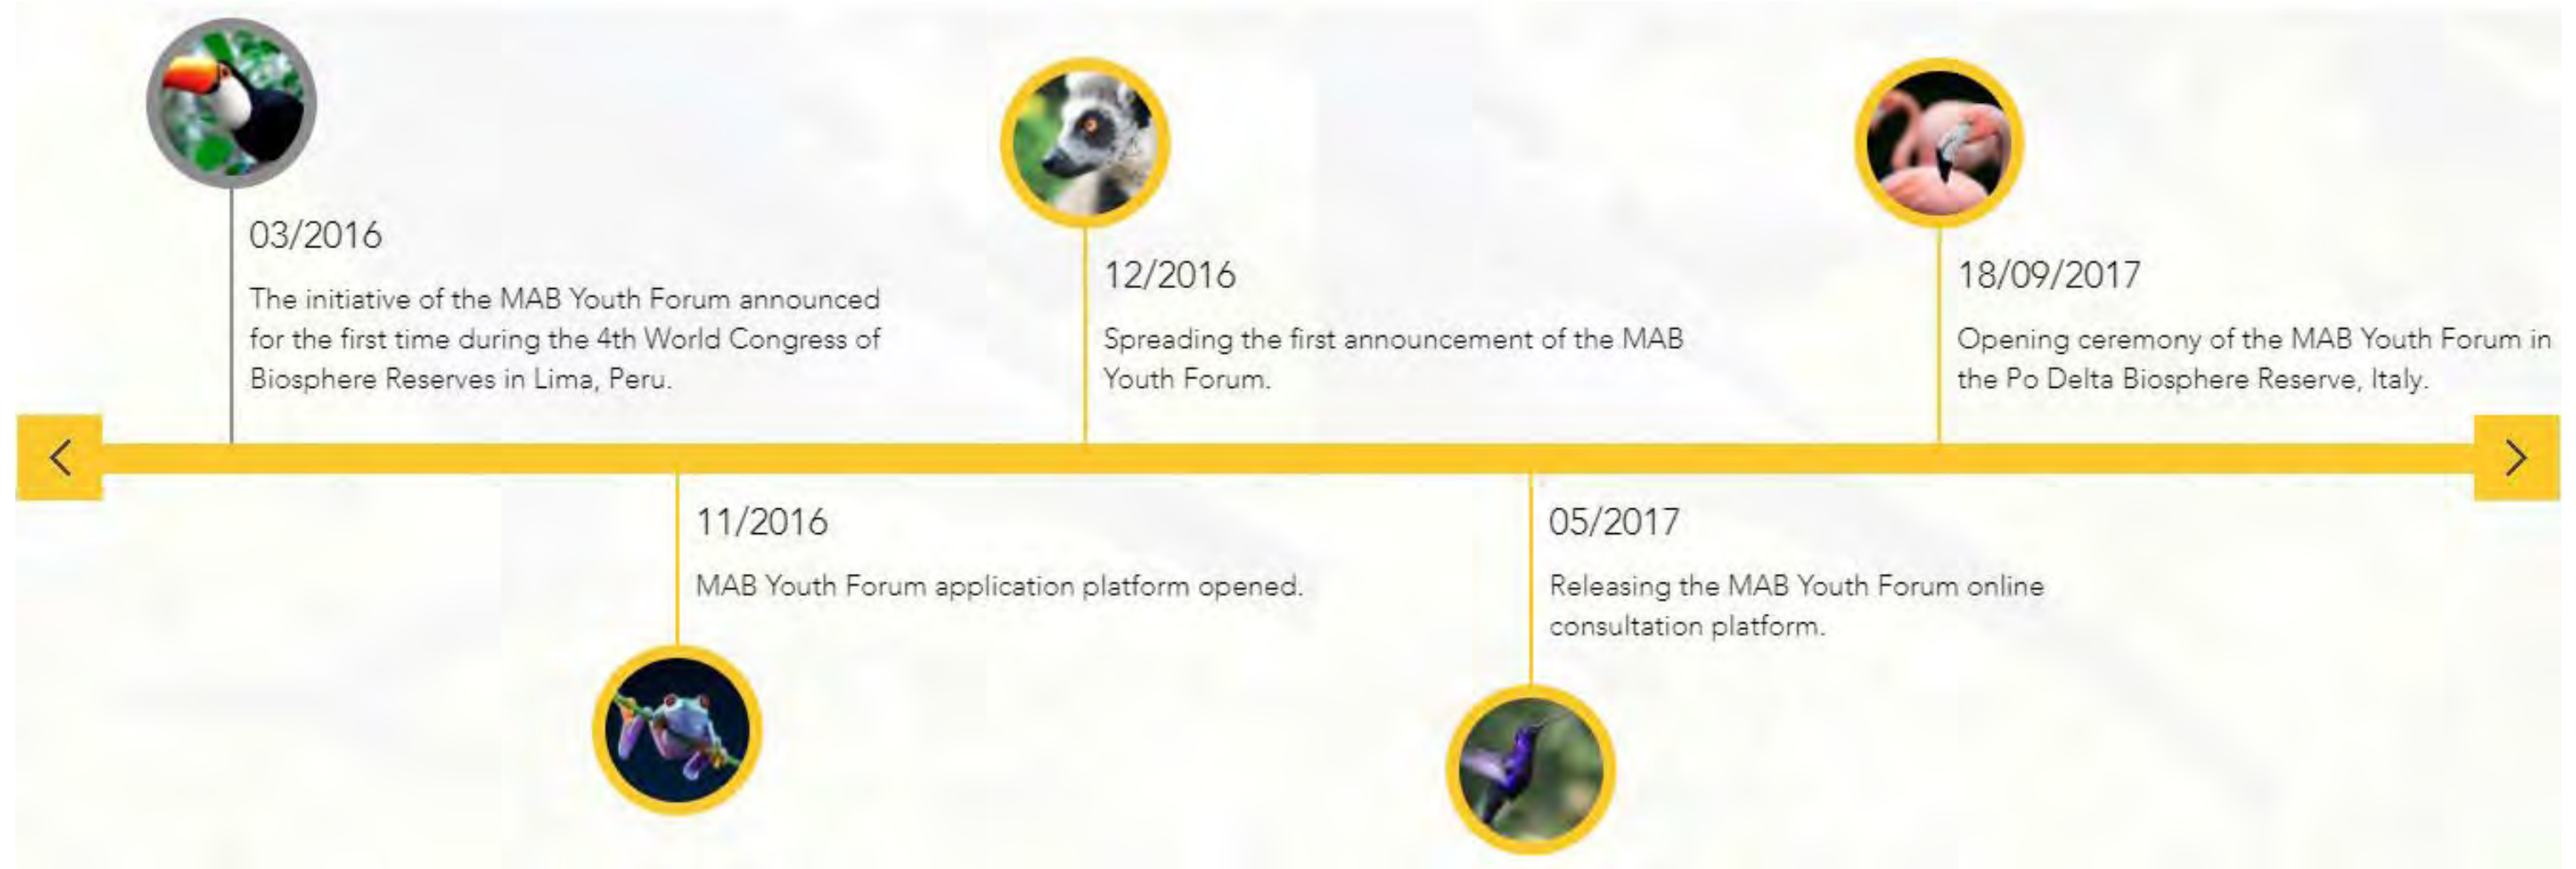 03/2016
The initiative of the MAB Youth Forum announced
for the first time during the 4th World Congress of
Biosphere Reserves in Lima, Peru.
11/2016
MAB Youth Forum application platform opened.
12/2016
Spreading the first announcement of the MAB
Youth Forum.
05/2017
Releasing the MAB Youth Forum online
consultation platform.
18/09/2017
Opening ceremony of the MAB Youth Forum in
the Po Delta Biosphere Reserve, Italy.